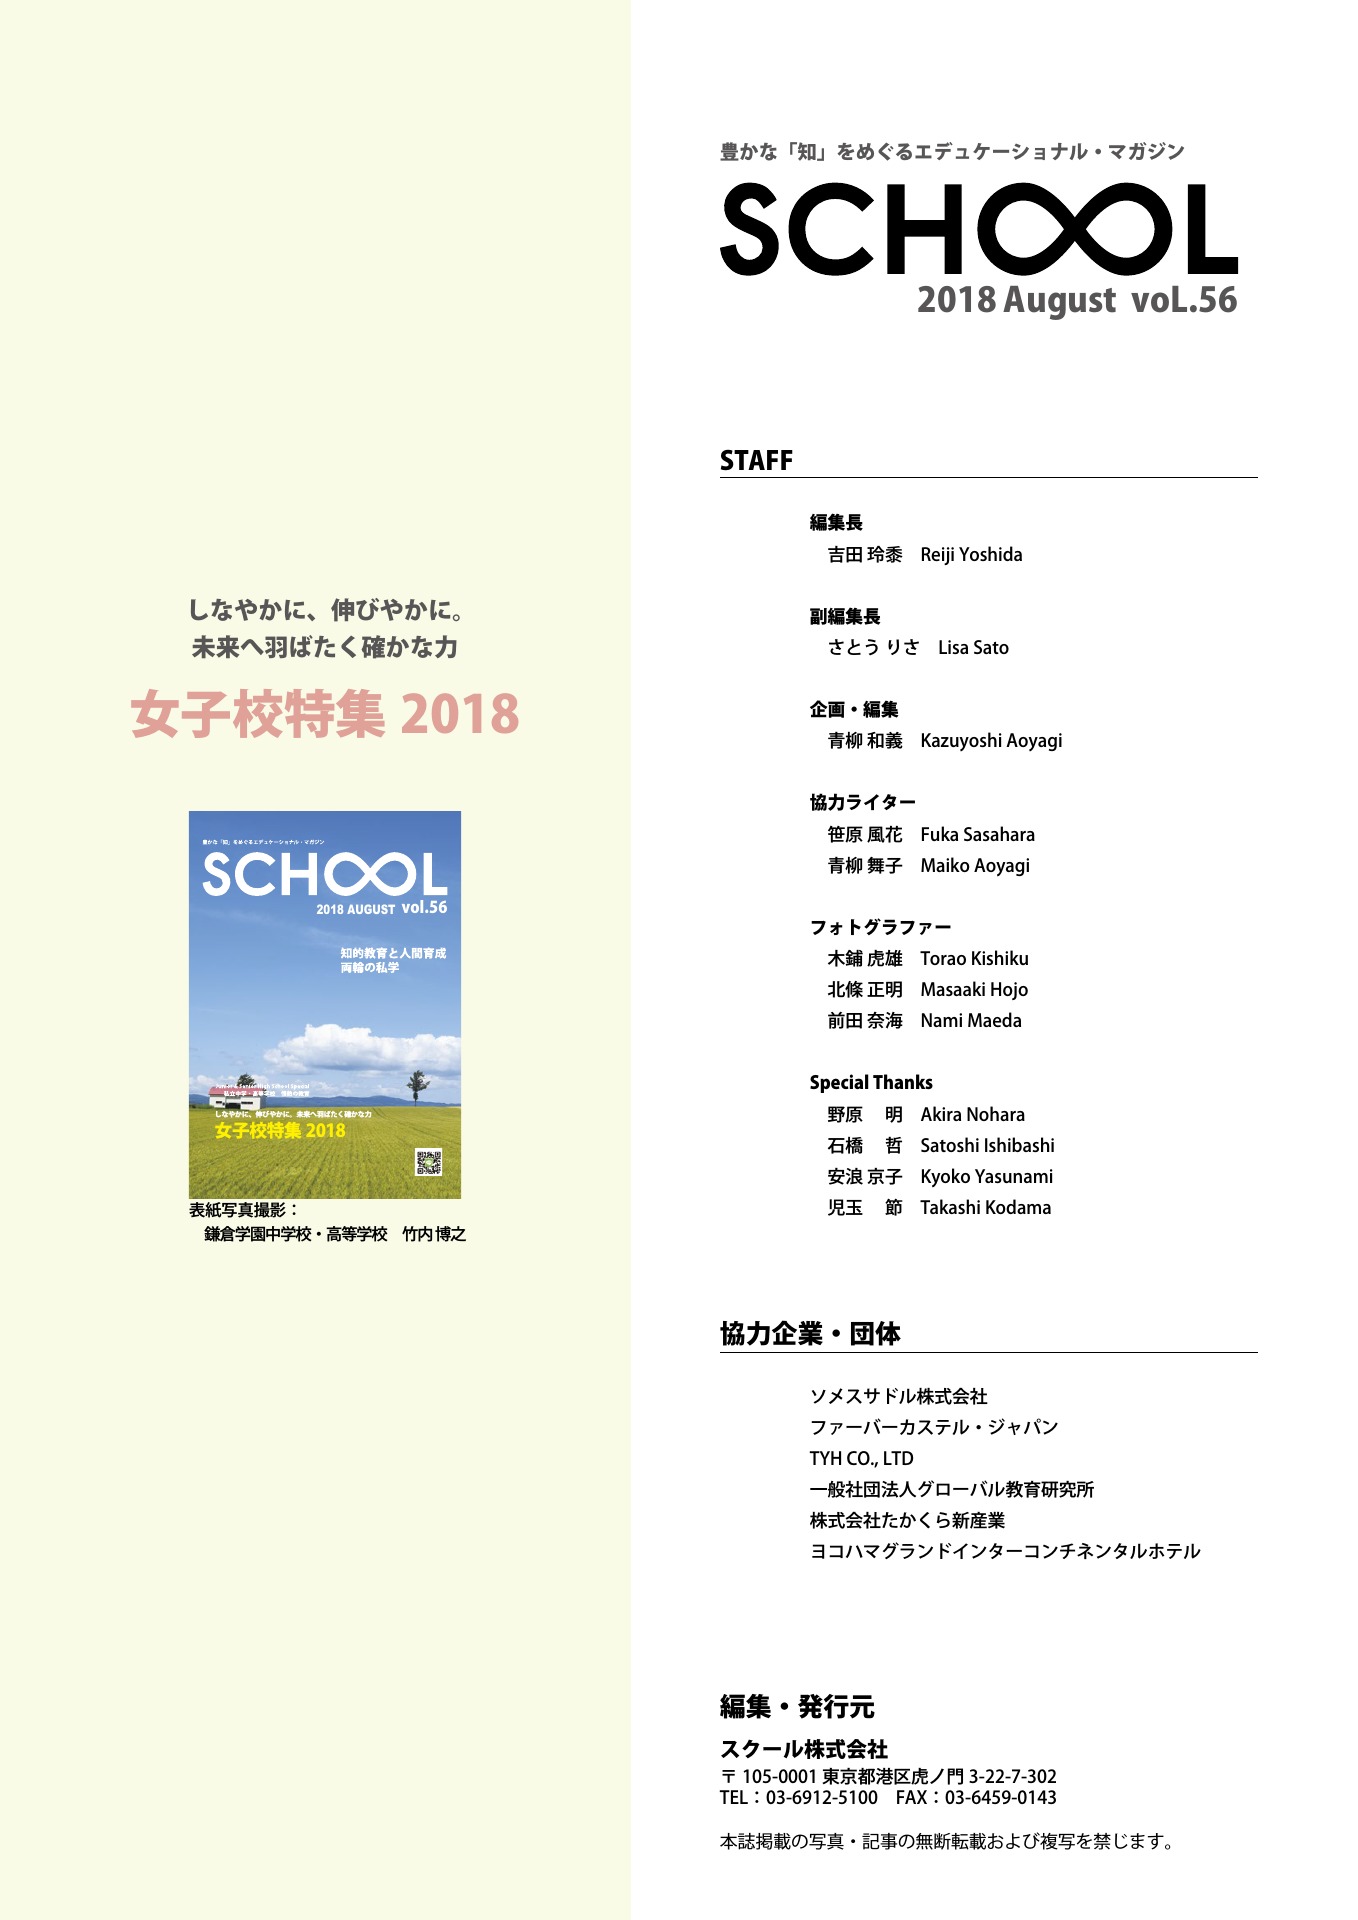 しなやかに、伸びやかに。
未来へ羽ばたく確かな力
女子校特集 2018
豊かな「知」をめぐるエデュケーショナル・マガジン
SCHOOL
2018 AUGUST vol.56
知的教育と人間育成
両輪の私学
しなやかに、伸びやかに。未来へ羽ばたく確かな力
女子校特集 2018
表紙写真撮影：
鎌倉学園中学校・高等学校　竹内 博之
豊かな「知」をめぐるエデュケーショナル・マガジン
SCHOOL
2018 August voL.56
STAFF
編集長
吉田 玲黍　Reiji Yoshida
副編集長
さとう りさ　Lisa Sato
企画・編集
青柳 和義　Kazuyoshi Aoyagi
協力ライター
笹原 風花　Fuka Sasahara
青柳 舞子　Maiko Aoyagi
フォトグラファー
木鋪 虎雄　Torao Kishiku
北條 正明　Masaaki Hojo
前田 奈海　Nami Maeda
Special Thanks
野原　明　Akira Nohara
石橋　哲　Satoshi Ishibashi
安浪 京子　Kyoko Yasunami
児玉　節　Takashi Kodama
協力企業・団体
ソメスサドル株式会社
ファーバーカステル・ジャパン
TYH CO., LTD
一般社団法人グローバル教育研究所
株式会社たかくら新産業
ヨコハマグランドインターコンチネンタルホテル
編集・発行元
スクール株式会社
〒 105-0001 東京都港区虎ノ門 3-22-7-302
TEL：03-6912-5100　FAX：03-6459-0143
本誌掲載の写真・記事の無断転載および複写を禁じます。